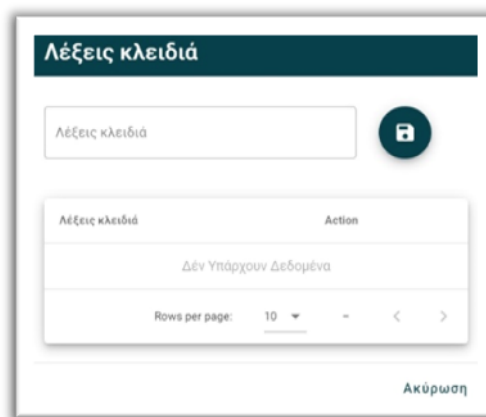 Λέξεις κλειδιά
Λέξεις κλειδιά
Λέξεις κλειδιά Action
Δέν Υπάρχουν Δεδομένα
Rows per page: 10 –
Ακύρωση